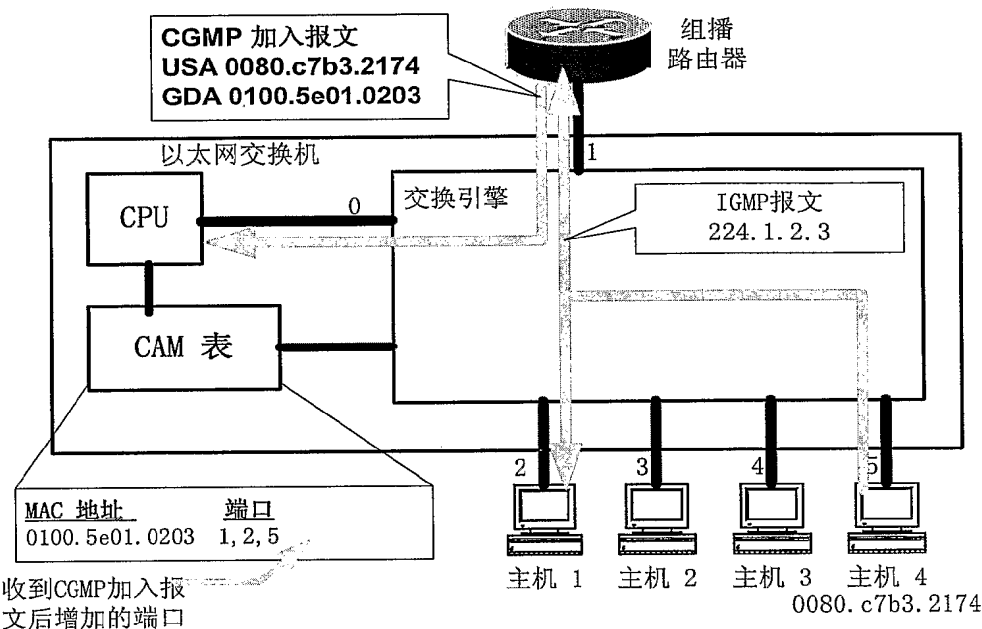 CGMP 加入报文
USA 0080.c7b3.2174
GDA 0100.5e01.0203
组播
路由器
以太网交换机
1
CPU
0
交换引擎
IGMP报文
224.1.2.3
CAM 表
2
3
4
5
MAC 地址 端口
0100.5e01.0203 1,2,5
收到CGMP加入报
文后增加的端口
主机 1
主机 2
主机 3
主机 4
0080.c7b3.2174